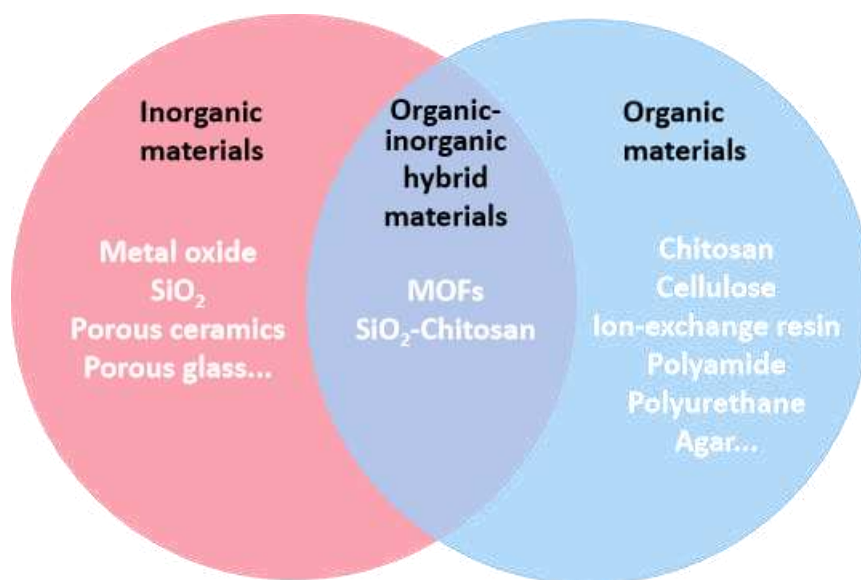 Inorganic
materials
Metal oxide
SiO₂
Porous ceramics
Porous glass...
Organic-
inorganic
hybrid
materials
MOFs
SiO₂-Chitosan
Organic
materials
Chitosan
Cellulose
Ion-exchange resin
Polyamide
Polyurethane
Agar...